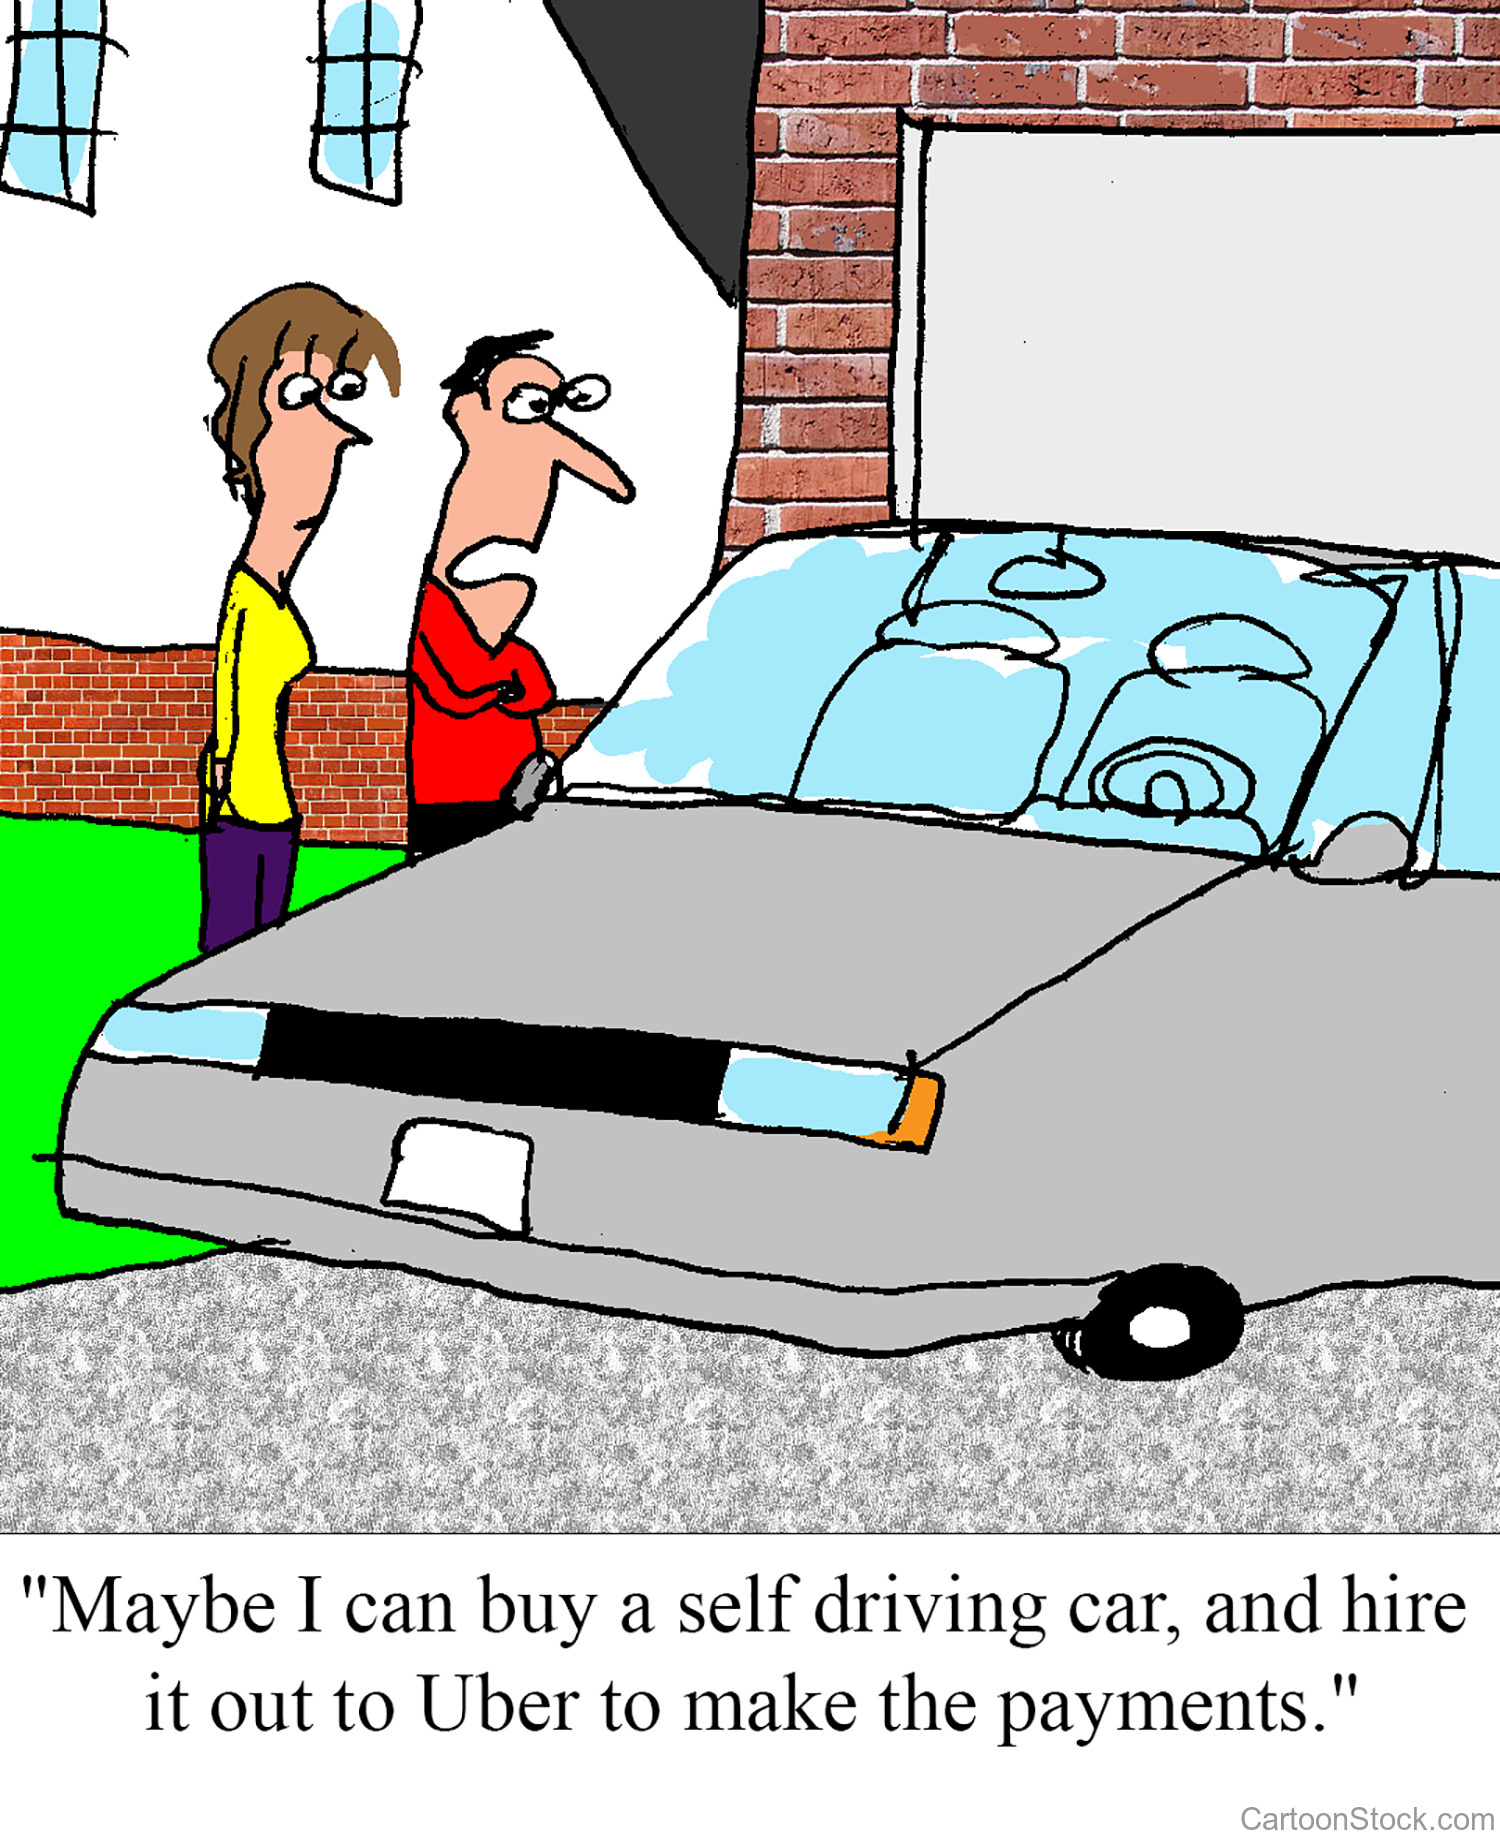 "Maybe I can buy a self driving car, and hire
it out to Uber to make the payments."
CartoonStock.com